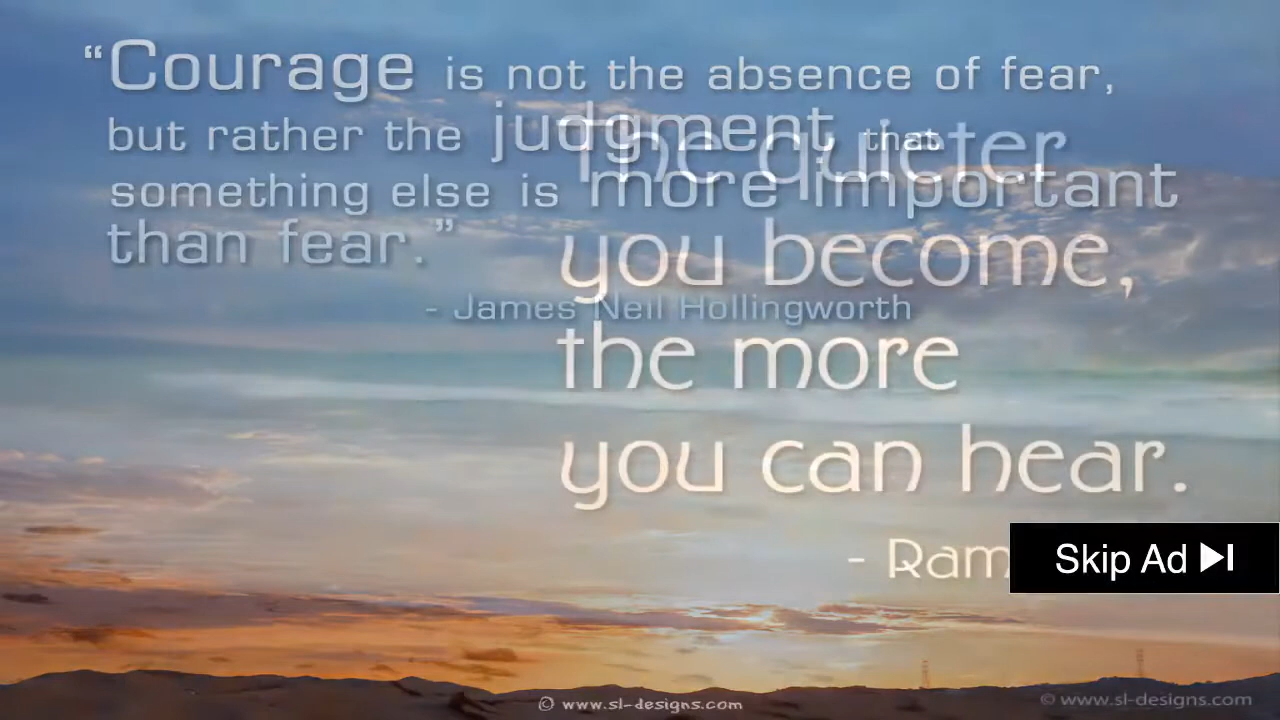 “Courage is not the absence of fear,
but rather the judgment, that
something else is more important
than fear.”
- James Neil Hollingworth
the quieter
you become,
the more
you can hear.
-
Skip Ad
© www.sl-designs.com
© www.sl-designs.com